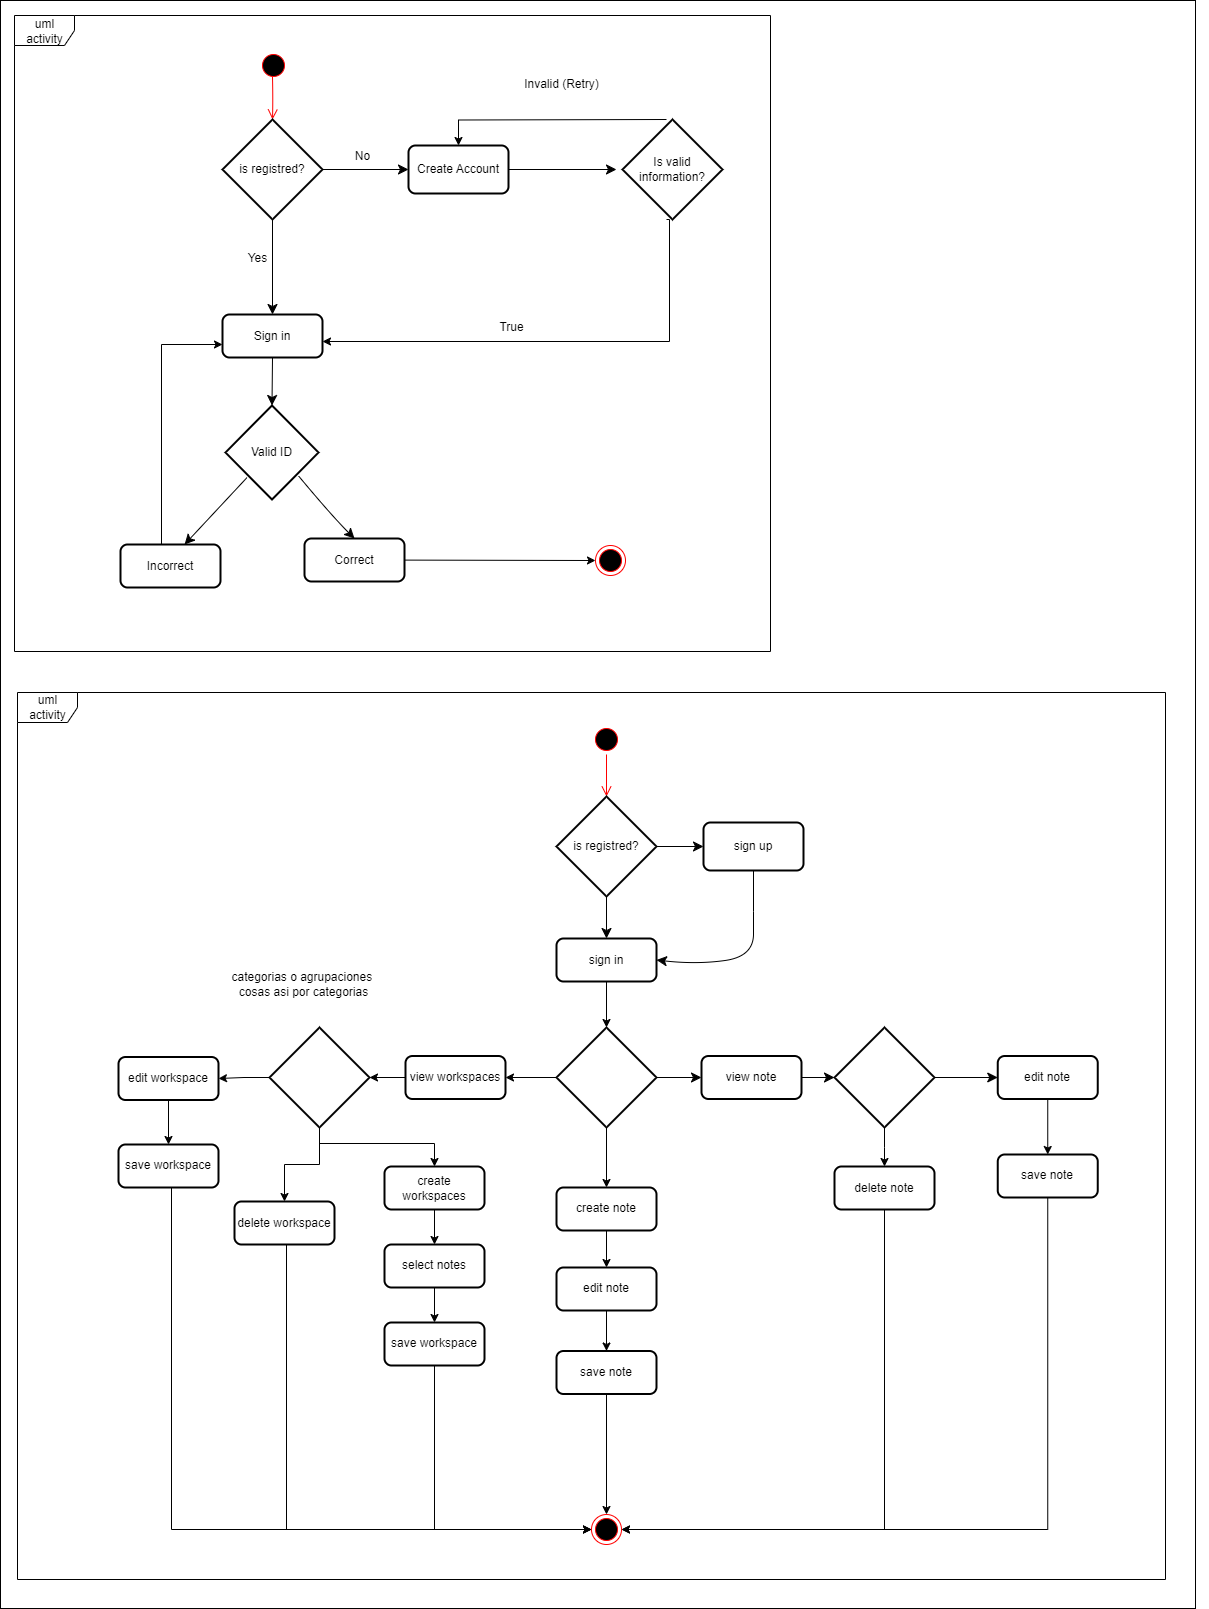 uml
activity
Invalid (Retry)
is registred?
No
Create Account
Is valid
information?
Yes
Sign in
True
Valid ID
Incorrect
Correct
uml
activity
is registred?
sign up
sign in
categorias o agrupaciones
cosas asi por categorias
edit workspace
view workspaces
view note
edit note
save workspace
delete workspace
create
workspaces
select notes
save workspace
create note
edit note
save note
delete note
save note